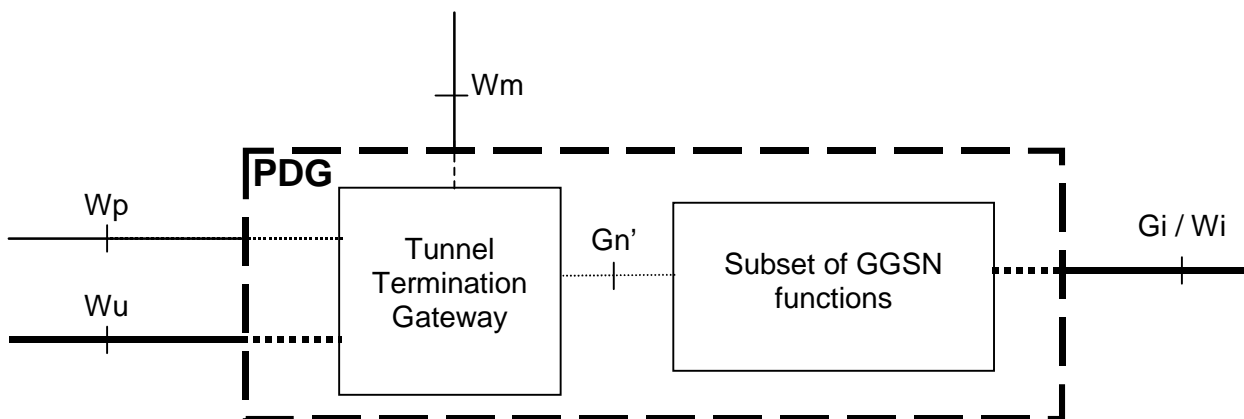 Wm
PDG
Wp
Wu
Tunnel
Termination
Gateway
Gn’
Subset of GGSN
functions
Gi / Wi